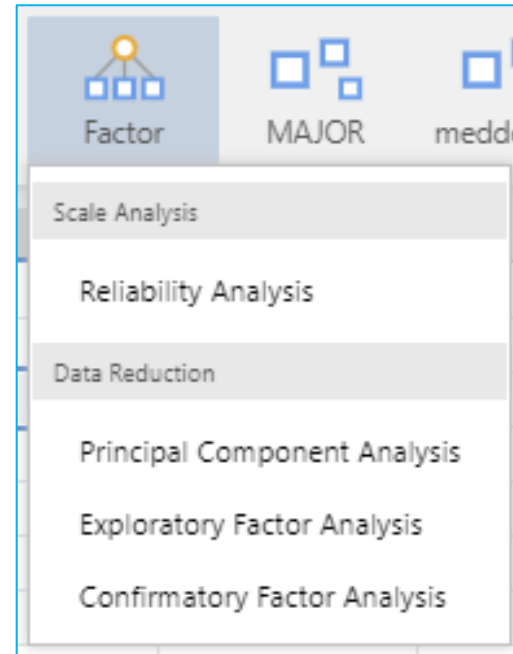 Factor
MAJOR
Scale Analysis
Reliability Analysis
Data Reduction
Principal Component Analysis
Exploratory Factor Analysis
Confirmatory Factor Analysis